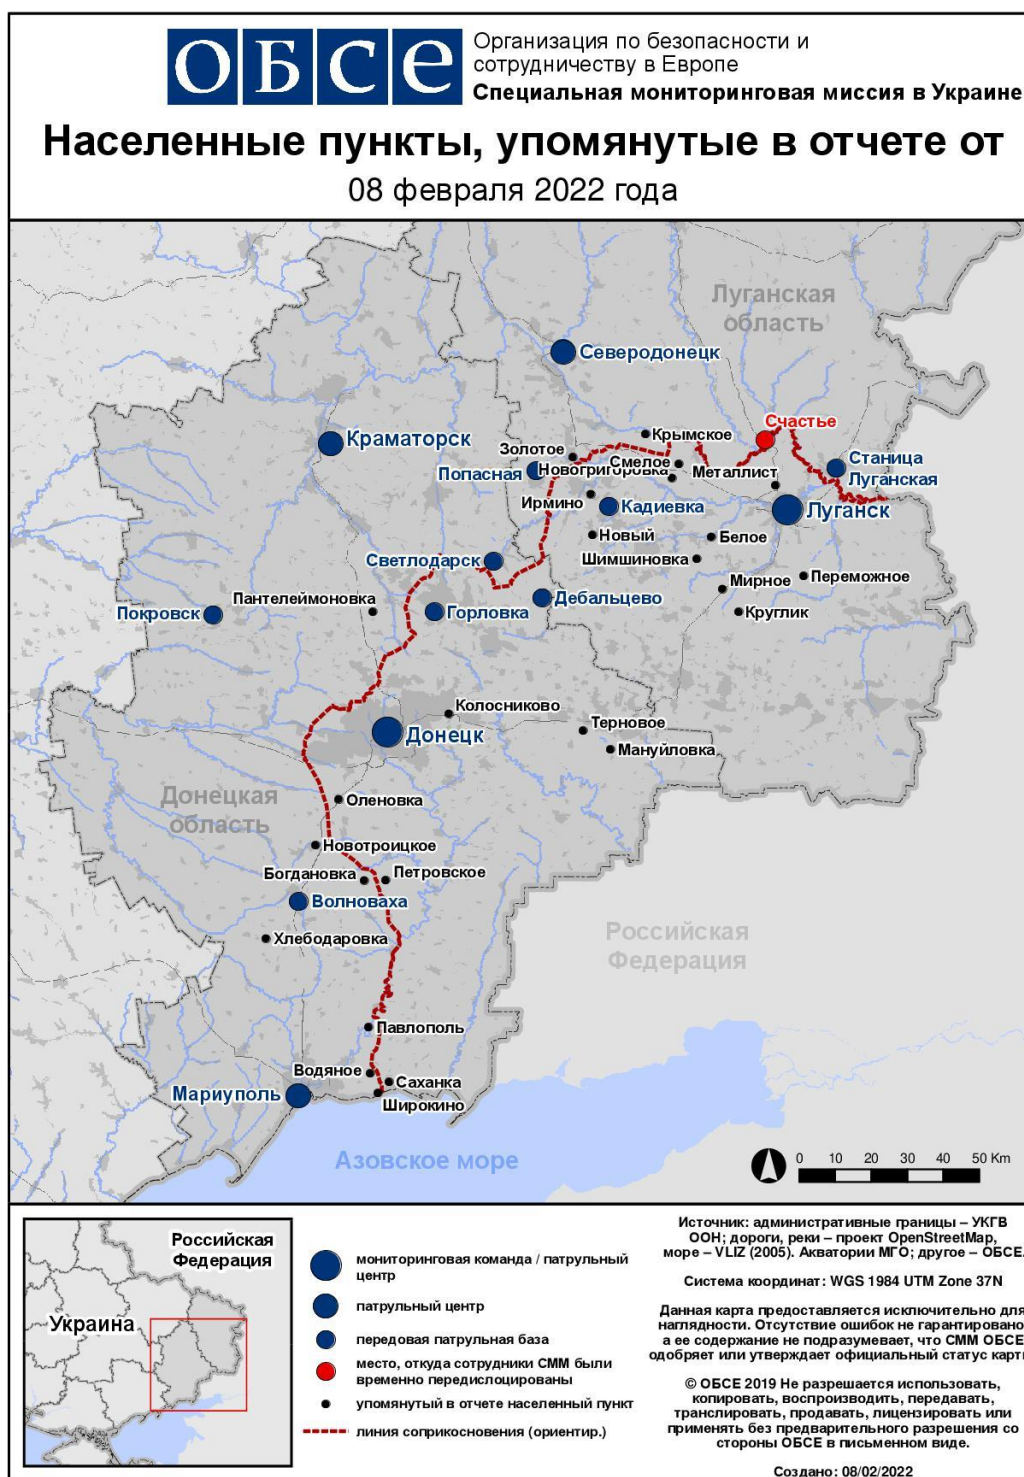 ОБСЕ
Организация по безопасности и
сотрудничеству в Европе
Специальная мониторинговая миссия в Украине
Населенные пункты, упомянутые в отчете от
08 февраля 2022 года
Луганская
область
Северодонецк
Счастье
Краматорск
Крымское
Золотое
Станица
Луганская
Попасная
Новогригоровка
Смелое
Металлист
Ирмино
Кадиевка
Луганск
Новый
Белое
Светлодарск
Шимшиновка
Мирное
Переможное
Пантелеймоновка
Дебальцево
Покровск
Горловка
Круглик
Колосниково
Донецк
Терновое
Мануйловка
Донецкая
область
Оленовка
Новотроицкое
Богдановка
Петровское
Волноваха
Хлебодаровка
Российская
Федерация
Павлополь
Водяное
Саханка
Мариуполь
Широкино
Азовское море
0 10 20 30 40 50 Km
Российская
Федерация
Украина
мониторинговая команда / патрульный
центр
патрульный центр
передовая патрульная база
место, откуда сотрудники СММ были
временно передислоцированы
упомянутый в отчете населенный пункт
линия соприкосновения (ориентир.)
Источник: административные границы – УКГВ
ООН; дороги, реки – проект OpenStreetMap,
море – VLIZ (2005). Акватории МГО; другое – ОБСЕ.
Система координат: WGS 1984 UTM Zone 37N
Данная карта предоставляется исключительно для
наглядности. Отсутствие ошибок не гарантировано,
а ее содержание не подразумевает, что СММ ОБСЕ
одобряет или утверждает официальный статус карт
© ОБСЕ 2019 Не разрешается использовать,
копировать, воспроизводить, передавать,
транслировать, продавать, лицензировать или
применять без предварительного разрешения со
стороны ОБСЕ в письменном виде.
Создано: 08/02/2022